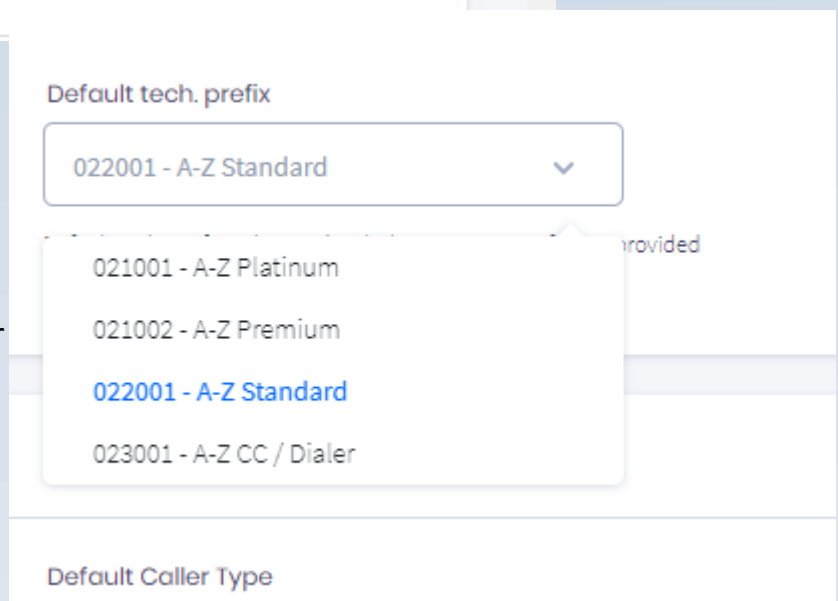 Default tech. prefix
022001 - A-Z Standard
provided
021001 - A-Z Platinum
021002 - A-Z Premium
022001 - A-Z Standard
023001 - A-Z CC / Dialer
Default Caller Type